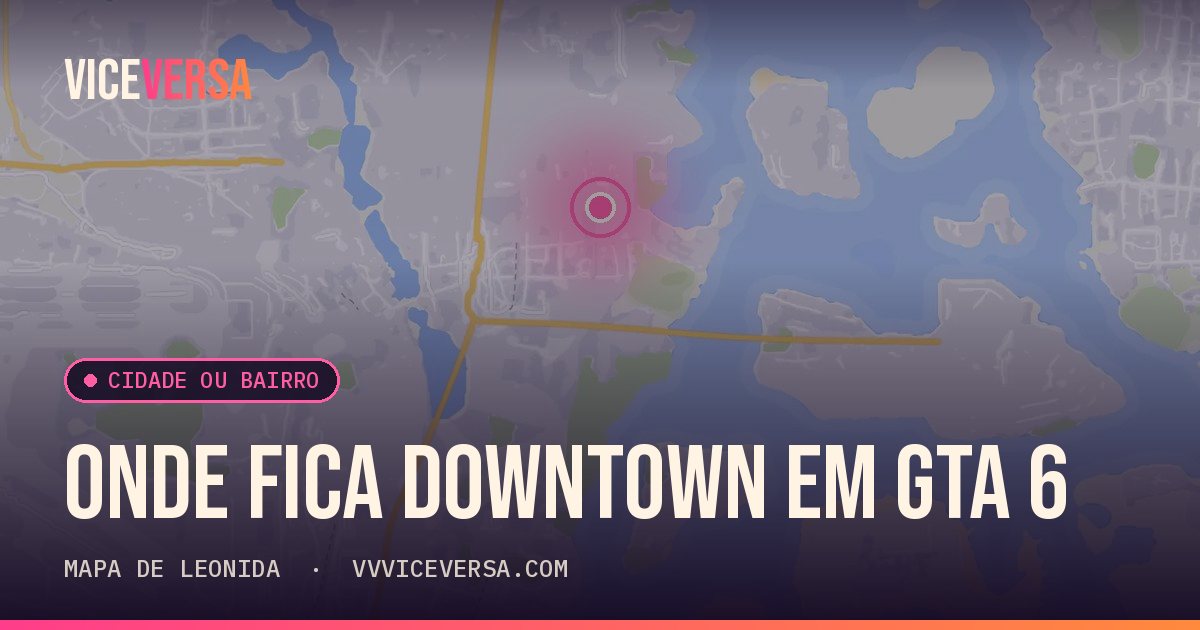 VICEVERSA
CIDADE OU BAIRRO
ONDE FICA DOWNTOWN EM GTA 6
MAPA DE LEONIDA · VVVICEVERSA.COM